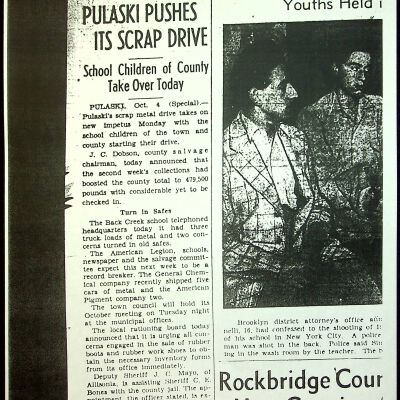 PULASKI PUSHES
ITS SCRAP DRIVE
School Children of County
Take Over Today
PULASKI, Oct. 4 (Special).—
Pulaski's scrap metal drive takes on
new impetus Monday with the
school children of the town and
county starting their drive.
J. C. Dobson, county salvage
chairman, today announced that
the second week's collections had
boosted the county total to 479,500
pounds with considerable yet to be
checked in.
Turn in Safes
The Back Creek school telephoned
headquarters today it had three
truck loads of metal and two con-
cerns turned in old safes.
The American Legion, schools,
newspaper and the salvage commit-
tee expect this next week to be a
record breaker. The General Chem-
ical company recently shipped five
cars of metal and the American
Pigment company two.
The town council will hold its
October meeting on Tuesday night
at the municipal offices.
The local rationing board today
announced that it is urging all con-
cerns engaged in the sale of rubber
boots and rubber work shoes to ob-
tain the necessary inventory forms
from its office immediately.
Deputy Sheriff J. C. Mayo, of
Allisonia, is assisting Sheriff C. E.
Bones with the county jail. The ap-
Youths Held i
Brooklyn district attorney's office
nelli, 16, had confessed to the shooting of
of his school in New York City. A
man was shot in the back. Police said
ing in the wash room by the teacher. The
Rockbridge Cour